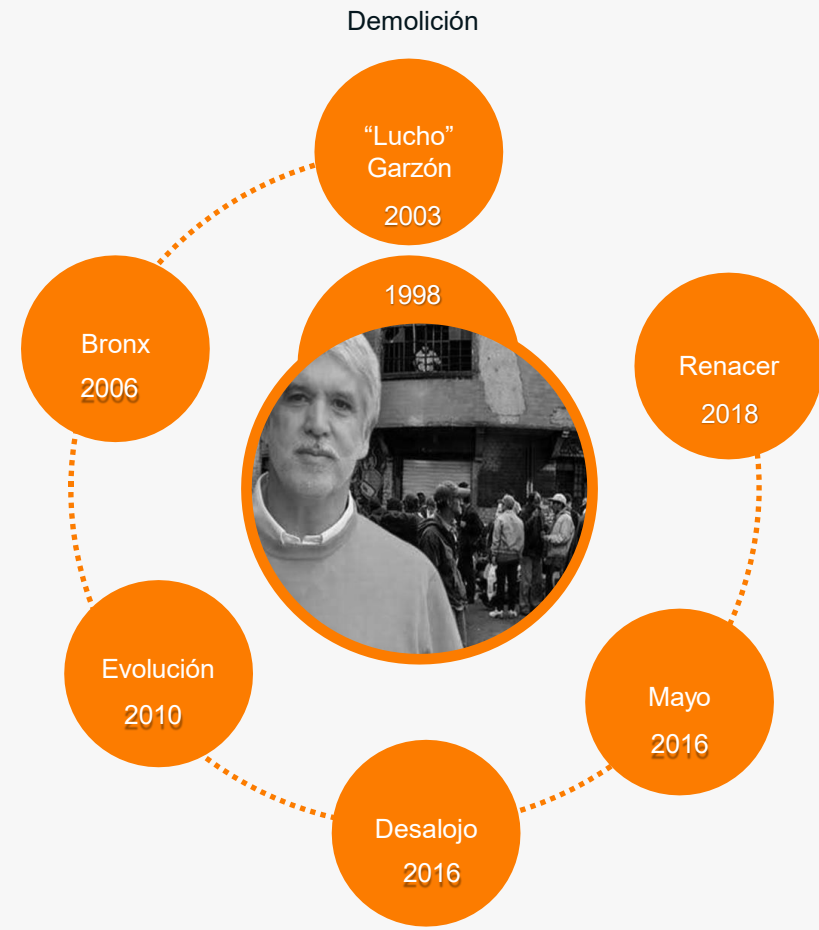 Demolición
“Lucho”
Garzón
2003
1998
Bronx
2006
Renacer
2018
Evolución
2010
Mayo
2016
Desalojo
2016